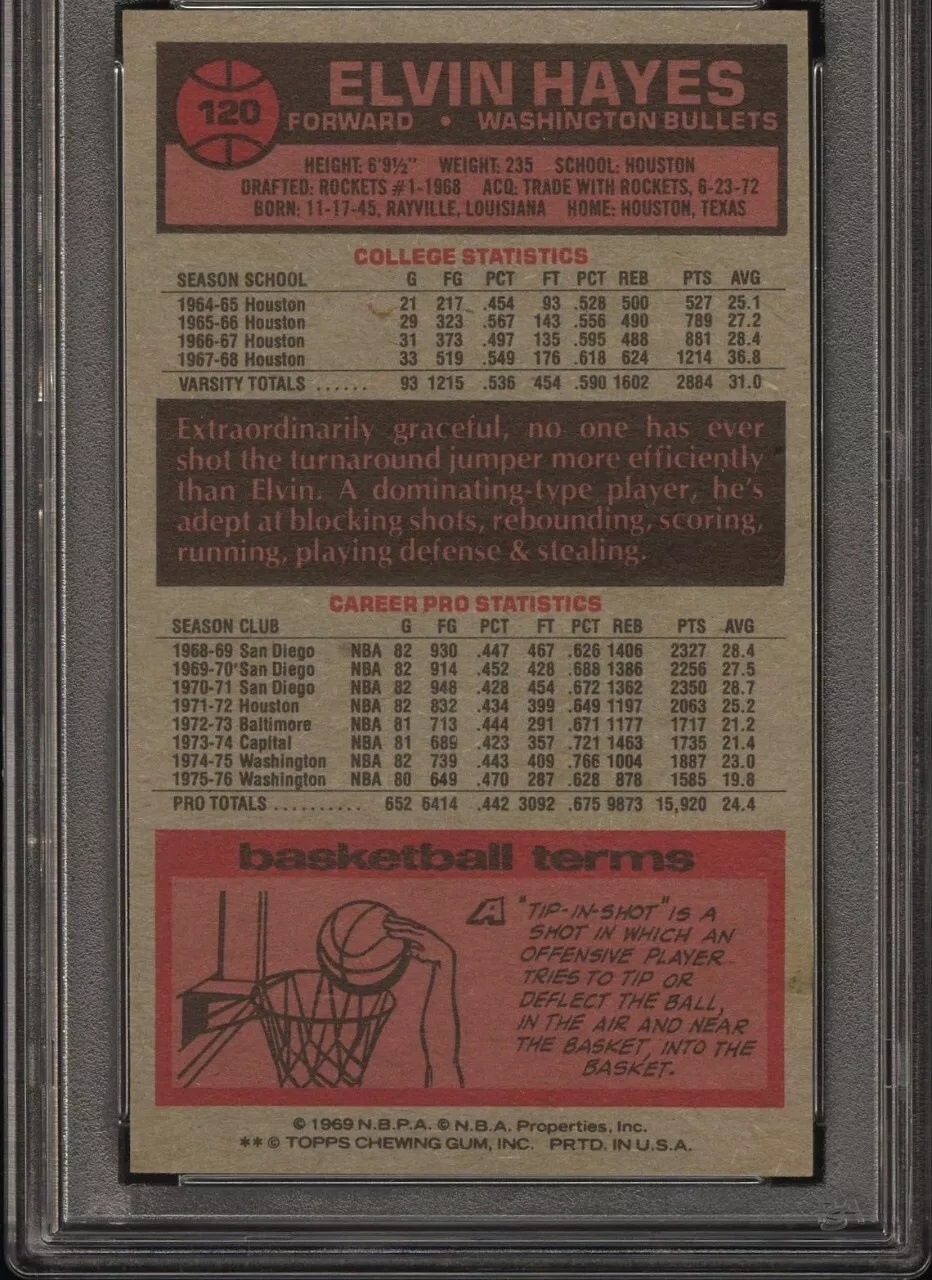 120
ELVIN HAYES
FORWARD • WASHINGTON BULLETS
HEIGHT: 6'9½" WEIGHT: 235 SCHOOL: HOUSTON
DRAFTED: ROCKETS #1-1968 ACQ: TRADE WITH ROCKETS, 6-23-72
BORN: 11-17-45, RAYVILLE, LOUISIANA HOME: HOUSTON, TEXAS
COLLEGE STATISTICS
SEASON SCHOOL G FG PCT FT PCT REB PTS AVG
1964-65 Houston 21 217 .454 93 .528 500 527 25.1
1965-66 Houston 29 323 .567 143 .556 490 789 27.2
1966-67 Houston 31 373 .497 135 .595 488 881 28.4
1967-68 Houston 33 519 .549 176 .618 624 1214 36.8
VARSITY TOTALS ...... 93 1215 .536 454 .590 1602 2884 31.0
Extraordinarily graceful, no one has ever
shot the turnaround jumper more efficiently
than Elvin. A dominating-type player, he's
adept at blocking shots, rebounding, scoring,
running, playing defense & stealing.
CAREER PRO STATISTICS
SEASON CLUB G FG PCT FT PCT REB PTS AVG
1968-69 San Diego NBA 82 930 .447 467 .626 1406 2327 28.4
1969-70 San Diego NBA 82 914 .452 428 .688 1386 2256 27.5
1970-71 San Diego NBA 82 948 .428 454 .672 1362 2350 28.7
1971-72 Houston NBA 82 832 .434 399 .649 1197 2063 25.2
1972-73 Baltimore NBA 81 713 .444 291 .671 1177 1717 21.2
1973-74 Capital NBA 81 689 .423 357 .721 1463 1735 21.4
1974-75 Washington NBA 82 739 .443 409 .766 1004 1887 23.0
1975-76 Washington NBA 80 649 .470 287 .628 878 1585 19.8
PRO TOTALS .......... 652 6414 .442 3092 .675 9873 15,920 24.4
basketball terms
A "TIP-IN-SHOT" IS A
SHOT IN WHICH AN
OFFENSIVE PLAYER
TRIES TO TIP OR
DEFLECT THE BALL,
IN THE AIR AND NEAR
THE BASKET, INTO THE
BASKET.
© 1969 N.B.P.A. © N.B.A. Properties, Inc.
** © TOPPS CHEWING GUM, INC. PRTD. IN U.S.A.